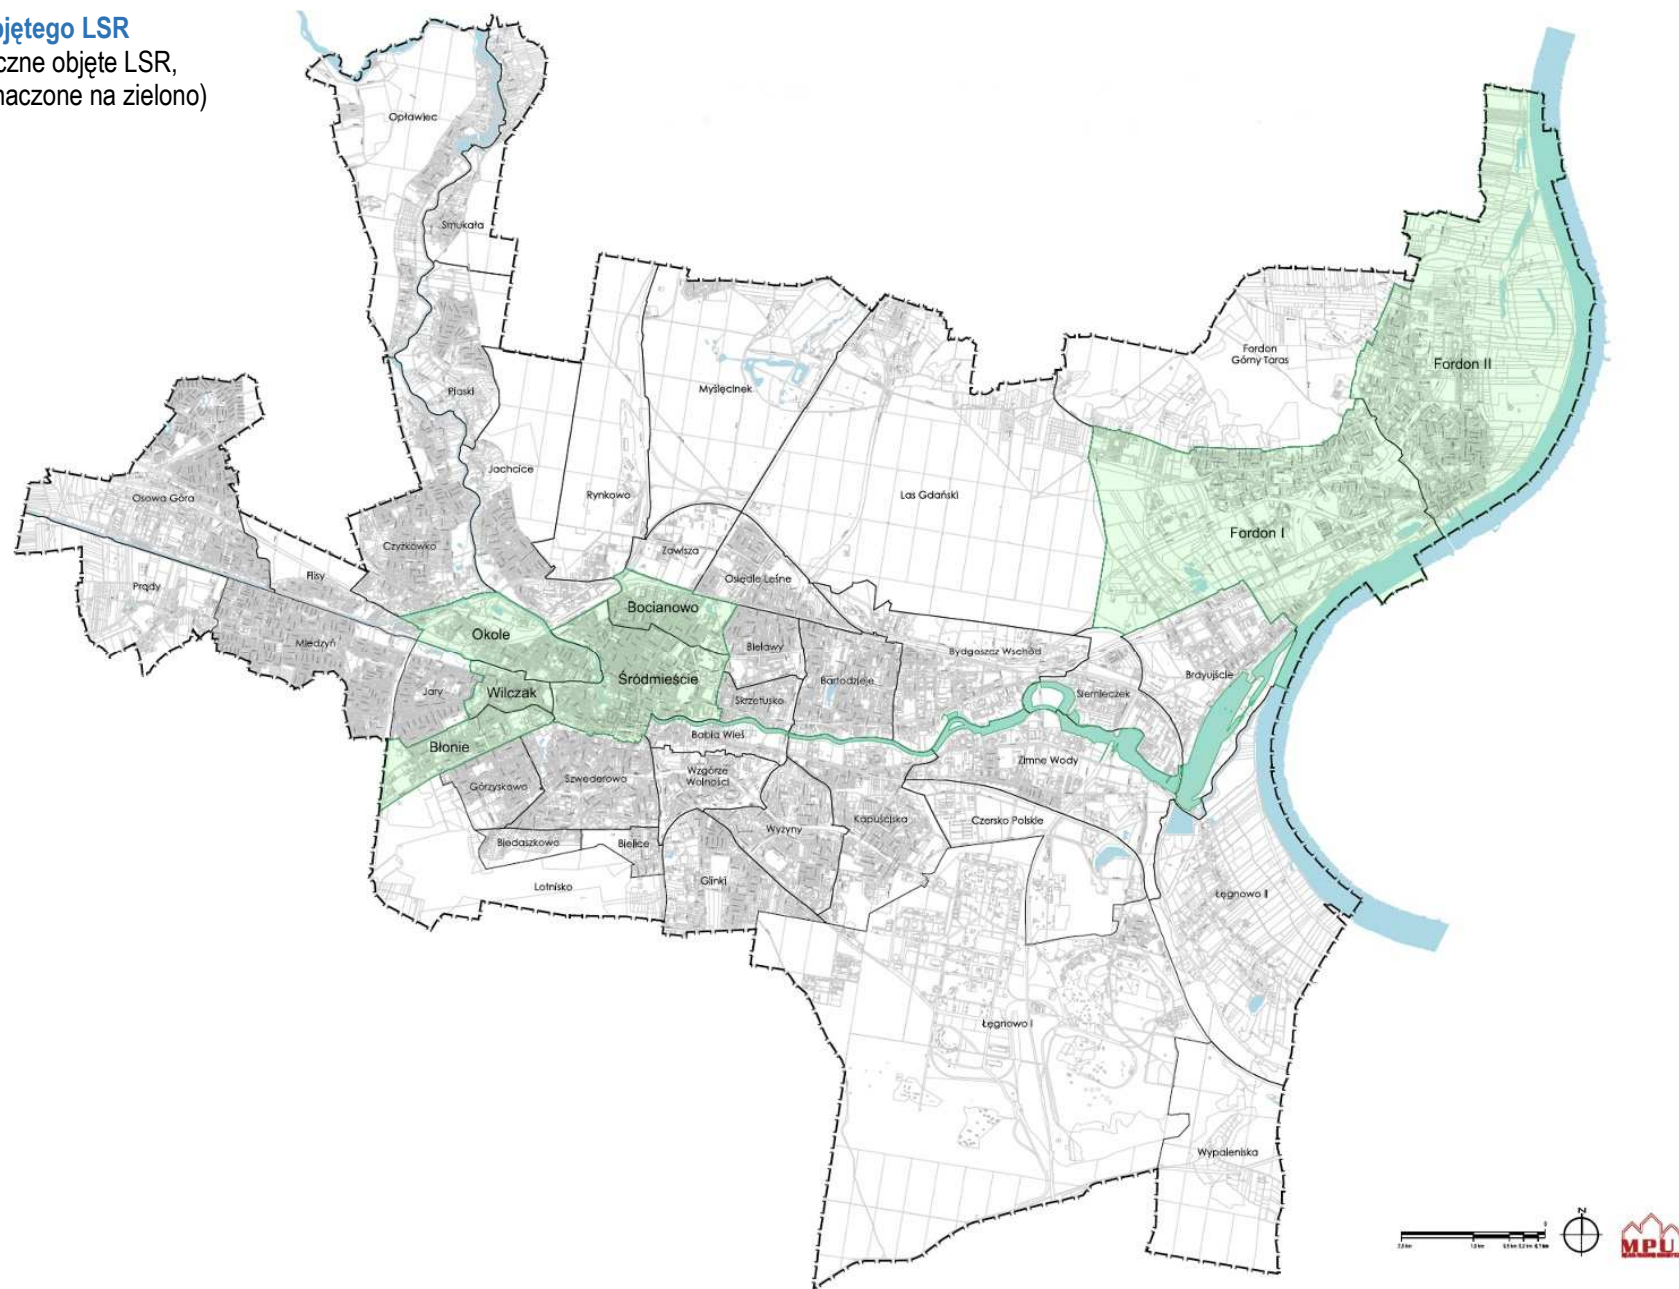 jętego LSR
czne objęte LSR,
naczone na zielono)
Opławiec
Smukała
Piaski
Jachcice
Rynkowo
Myślęcinek
Las Gdański
Fordon
Górny Taras
Fordon II
Fordon I
Osowa Góra
Prądy
Flisy
Miedzyń
Czyżkówko
Jary
Okole
Wilczak
Błonie
Zawisza
Bocianowo
Śródmieście
Osiedle Leśne
Bielawy
Skrzetusko
Bartodzieje
Bydgoszcz Wschód
Siernieczek
Brdyujście
Babia Wieś
Zimne Wody
Górzyskowo
Szwederowo
Wzgórze
Wolności
Wyżyny
Kapuściska
Czersko Polskie
Biedaszkowo
Bielice
Glinki
Lotnisko
Łęgnowo II
Łęgnowo I
Wypaleniska
N
0
MPU